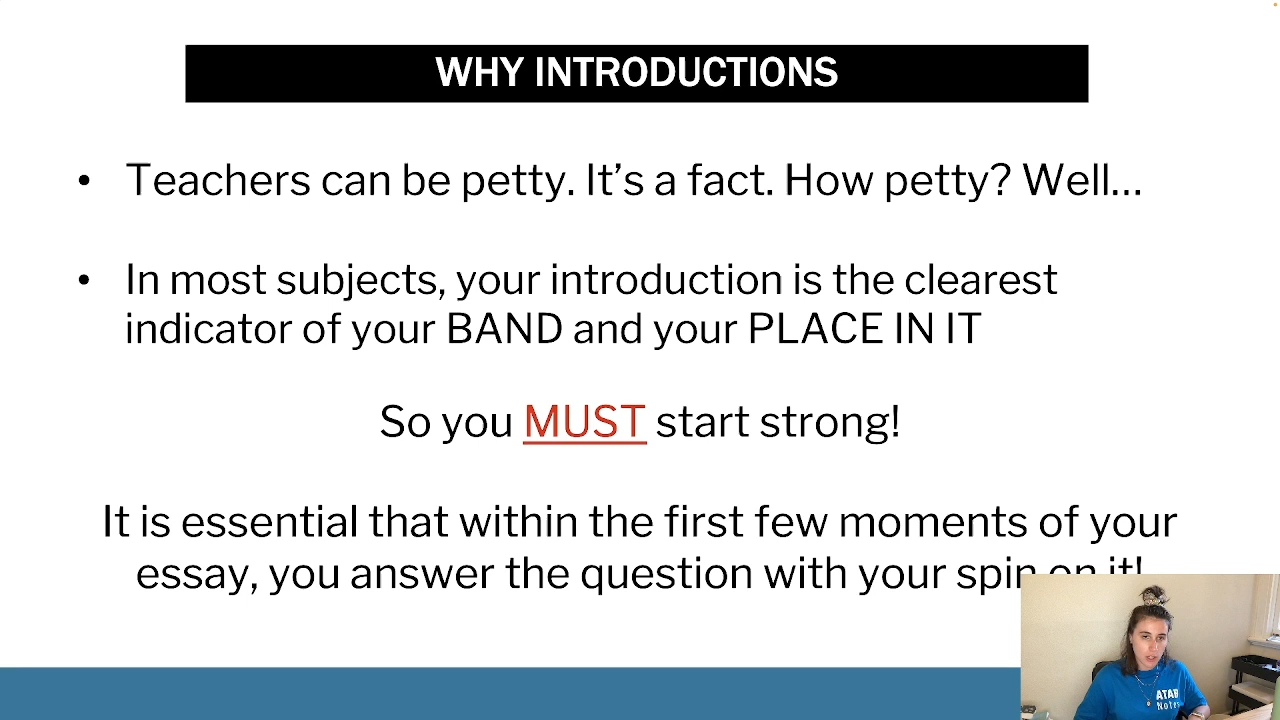 WHY INTRODUCTIONS
• Teachers can be petty. It’s a fact. How petty? Well...
• In most subjects, your introduction is the clearest
indicator of your BAND and your PLACE IN IT
So you MUST start strong!
It is essential that within the first few moments of your
essay, you answer the question with your spin on it!
ATAR
Notes